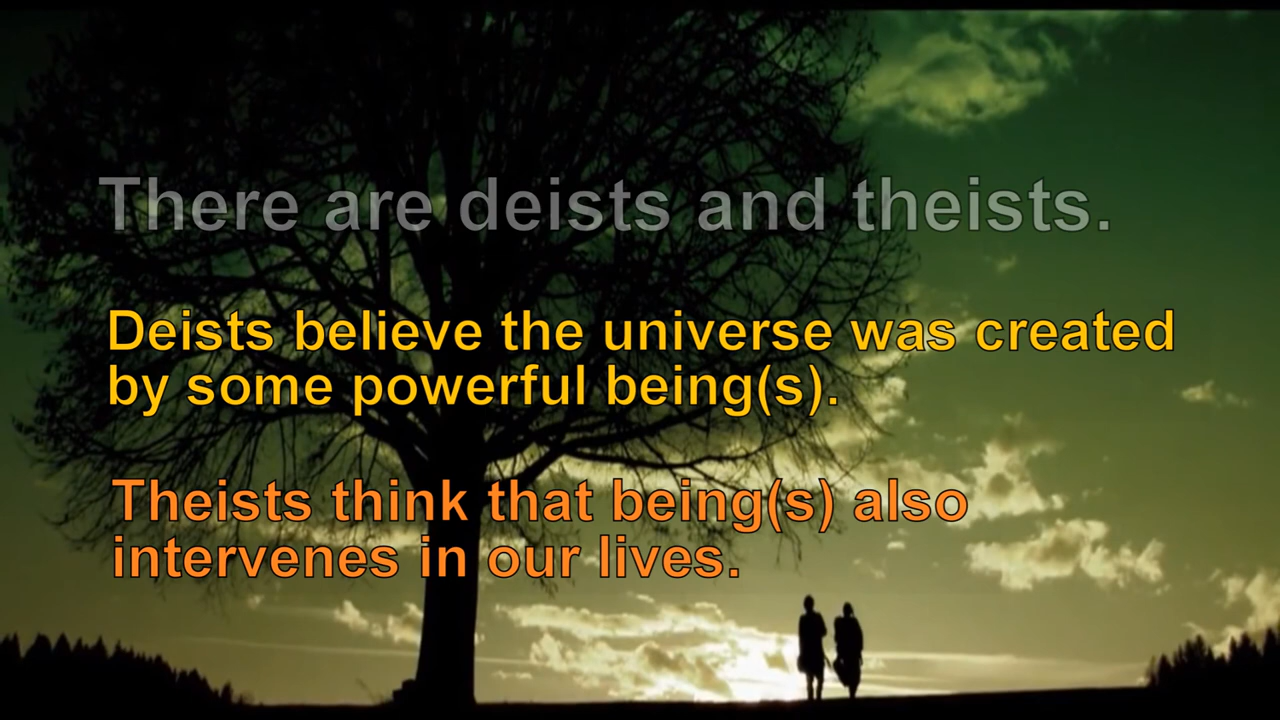 There are deists and theists.
Deists believe the universe was created
by some powerful being(s).
Theists think that being(s) also
intervenes in our lives.